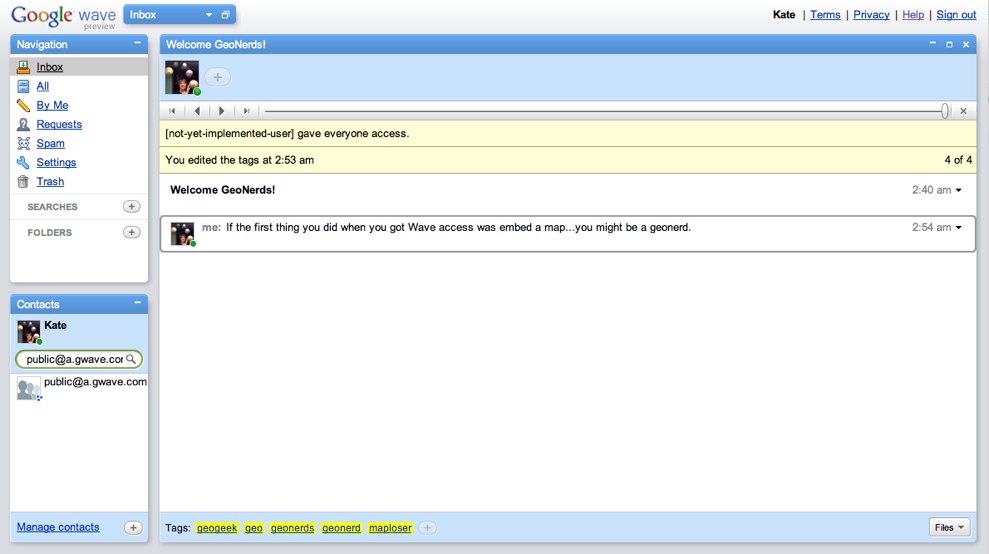 Google wave
preview
Inbox
Kate | Terms | Privacy | Help | Sign out
Navigation
Inbox
All
By Me
Requests
Spam
Settings
Trash
SEARCHES
FOLDERS
Contacts
Kate
public@a.gwave.cor
public@a.gwave.com
Manage contacts
Welcome GeoNerds!
[not-yet-implemented-user] gave everyone access.
You edited the tags at 2:53 am 4 of 4
Welcome GeoNerds! 2:40 am
me: If the first thing you did when you got Wave access was embed a map...you might be a geonerd. 2:54 am
Tags: geogeek geo geonerds geonerd maploser Files